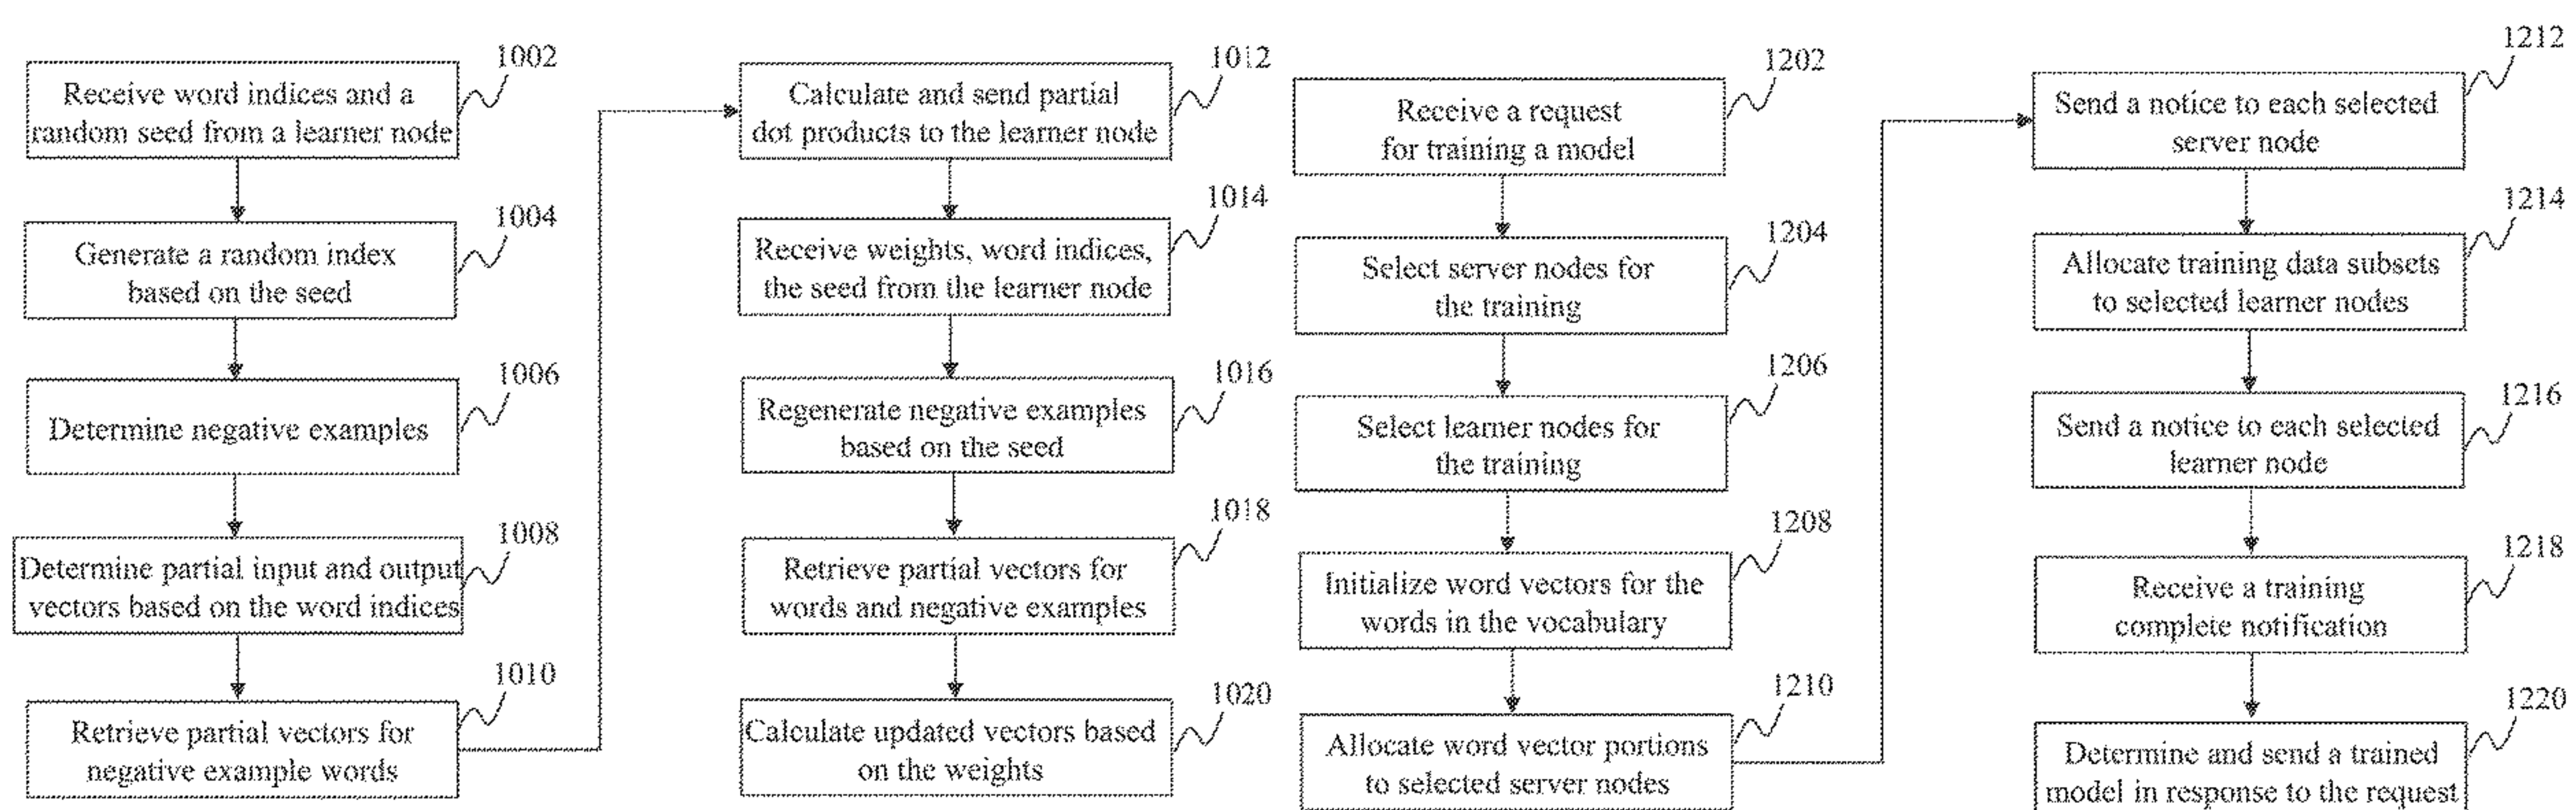 1002
Receive word indices and a
random seed from a learner node
1004
Generate a random index
based on the seed
1006
Determine negative examples
1008
Determine partial input and output
vectors based on the word indices
1010
Retrieve partial vectors for
negative example words
1012
Calculate and send partial
dot products to the learner node
1014
Receive weights, word indices,
the seed from the learner node
1016
Regenerate negative examples
based on the seed
1018
Retrieve partial vectors for
words and negative examples
1020
Calculate updated vectors based
on the weights
1202
Receive a request
for training a model
1204
Select server nodes for
the training
1206
Select learner nodes for
the training
1208
Initialize word vectors for the
words in the vocabulary
1210
Allocate word vector portions
to selected server nodes
1212
Send a notice to each selected
server node
1214
Allocate training data subsets
to selected learner nodes
1216
Send a notice to each selected
learner node
1218
Receive a training
complete notification
1220
Determine and send a trained
model in response to the request